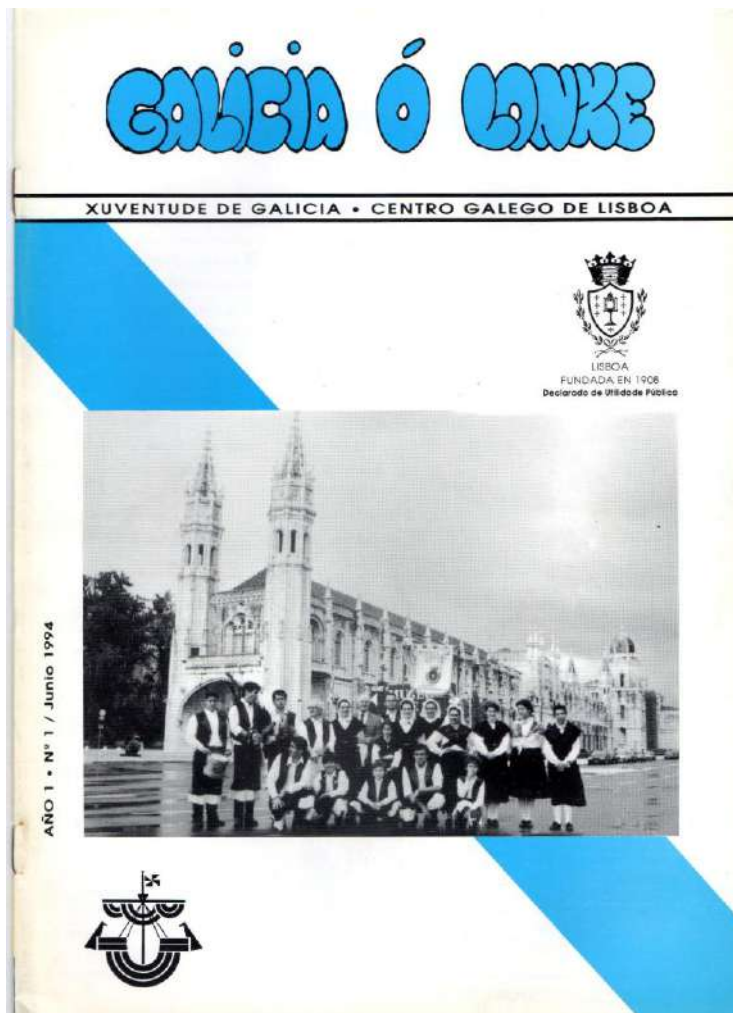 GALICIA Ó LONXE
XUVENTUDE DE GALICIA • CENTRO GALEGO DE LISBOA
LISBOA
FUNDADA EN 1908
Declarado de Utilidade Pública
AÑO 1 • Nº 1 / Junio 1994